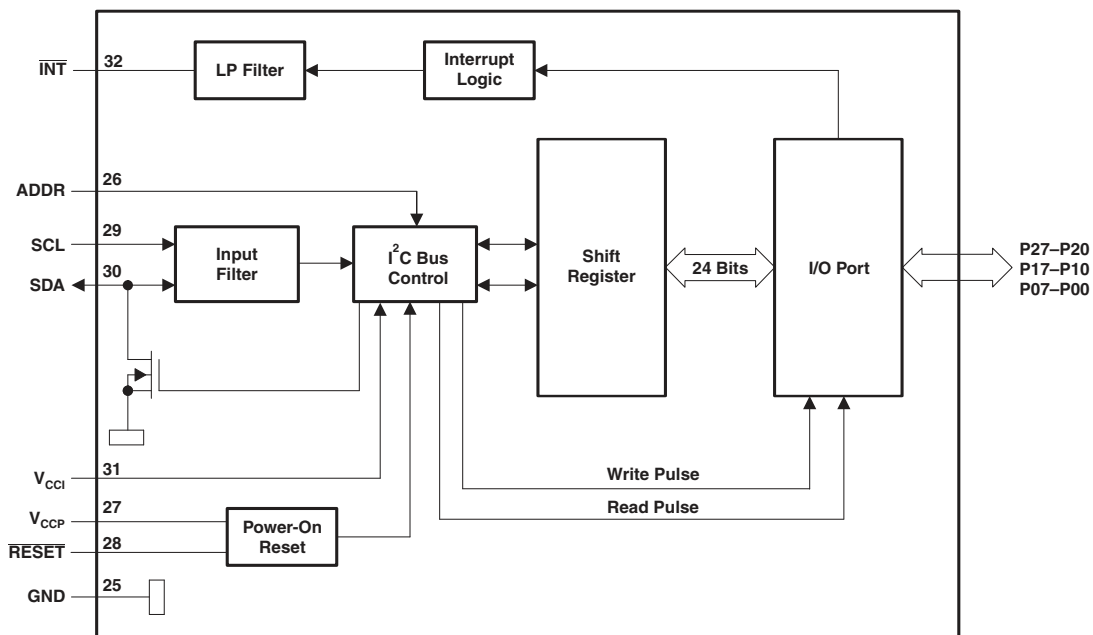 INT
32
LP Filter
Interrupt
Logic
ADDR
26
SCL
29
SDA
30
Input
Filter
I²C Bus
Control
Shift
Register
24 Bits
I/O Port
P27–P20
P17–P10
P07–P00
V_CCI
31
Write Pulse
V_CCP
27
Read Pulse
RESET
28
Power-On
Reset
GND
25